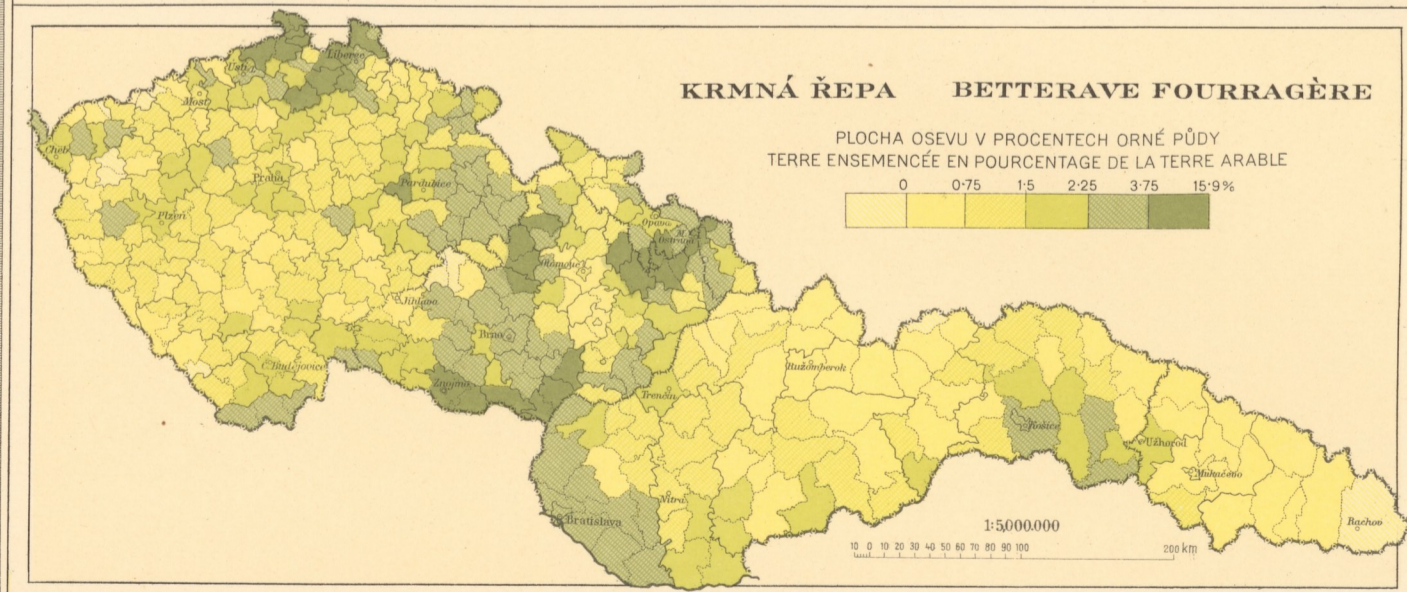 KRMNÁ ŘEPA BETTERAVE FOURRAGÈRE
PLOCHA OSEVU V PROCENTECH ORNÉ PŮDY
TERRE ENSEMENCÉE EN POURCENTAGE DE LA TERRE ARABLE
0 0·75 1·5 2·25 3·75 15·9%
Liberec
Ústí
Most
Cheb
Praha
Pardubice
Plzeň
Opava
M. Ostrava
Olomouc
Jihlava
Brno
Č. Budějovice
Znojmo
Ružomberok
Trenčín
Košice
Užhorod
Mukačevo
Nitra
Bratislava
Rachov
1:5,000.000
10 0 10 20 30 40 50 60 70 80 90 100 200 km